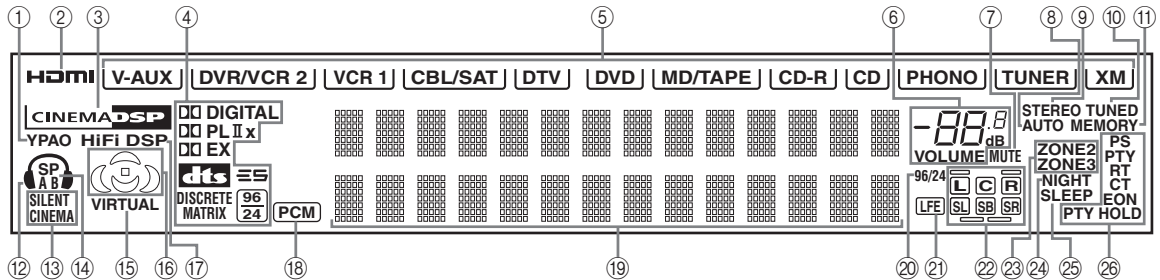 ① ② ③ ④ ⑤ ⑥ ⑦ ⑧ ⑨ ⑩ ⑪
HDMI V-AUX DVR/VCR 2 VCR 1 CBL/SAT DTV DVD MD/TAPE CD-R CD PHONO TUNER XM
CINEMA DSP
YPAO HiFi DSP
SP
A B
SILENT
CINEMA
VIRTUAL
DIGITAL
PL II x
EX
dts ES
DISCRETE
MATRIX
96
24
PCM
-88.8
dB
VOLUME MUTE
STEREO TUNED
AUTO MEMORY
96/24
LFE
L C R
SL SB SR
ZONE2
ZONE3
NIGHT
SLEEP
PS
PTY
RT
CT
EON
PTY HOLD
⑫ ⑬ ⑭ ⑮ ⑯ ⑰ ⑱ ⑲ ⑳ ㉑ ㉒ ㉓ ㉔ ㉕ ㉖